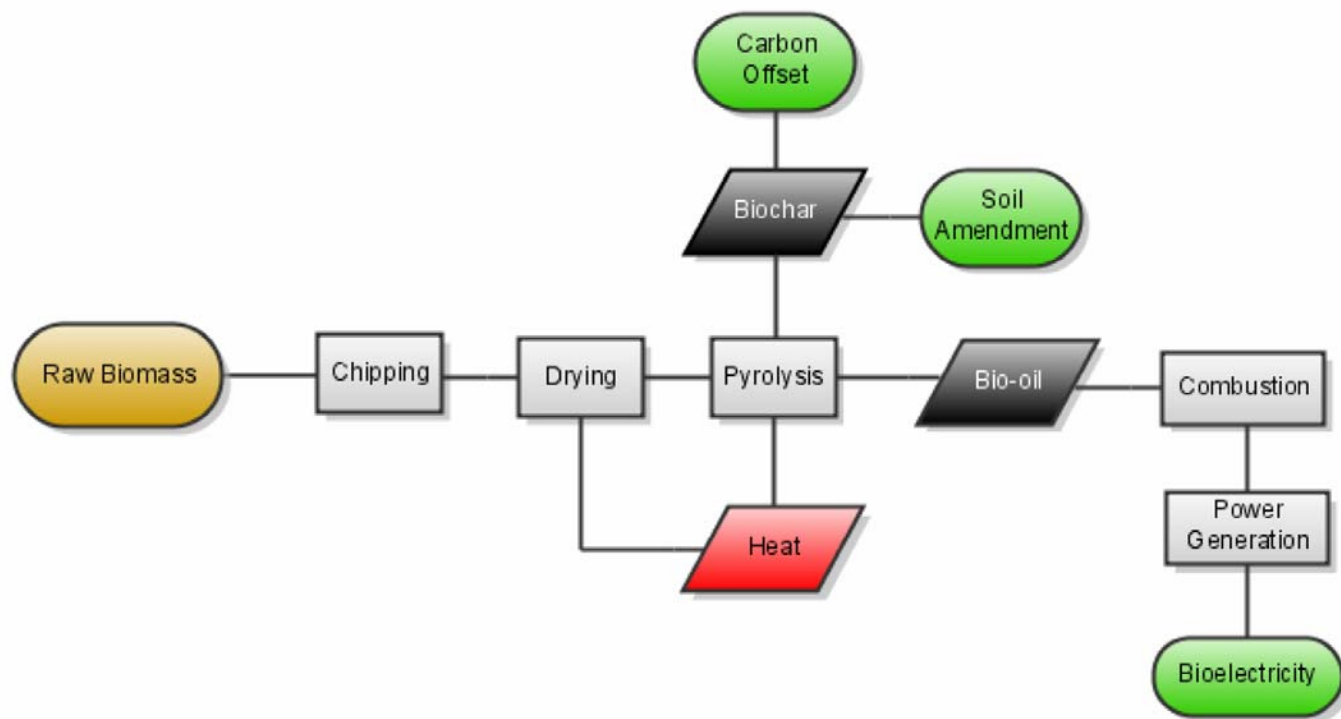 Carbon
Offset
Biochar
Soil
Amendment
Raw Biomass
Chipping
Drying
Pyrolysis
Bio-oil
Combustion
Heat
Power
Generation
Bioelectricity